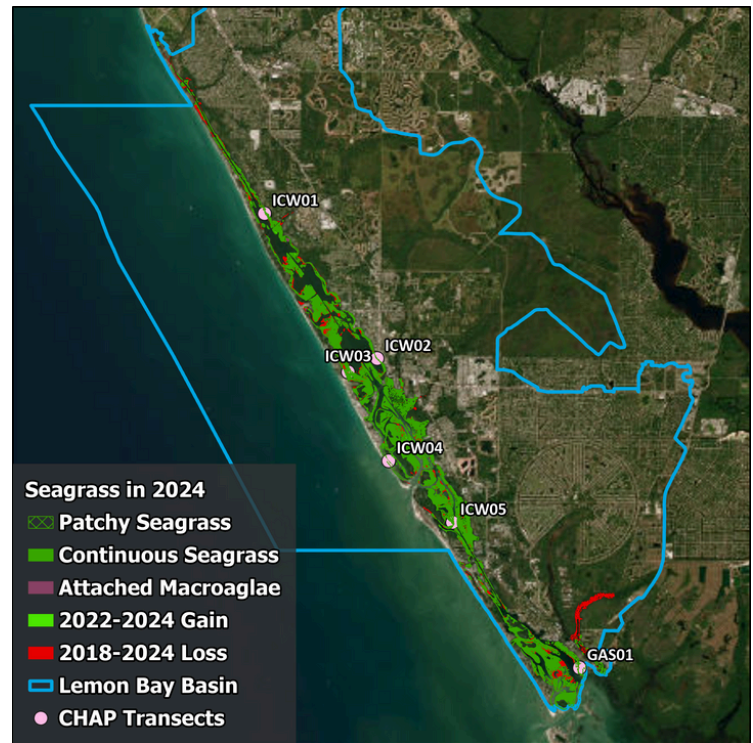 ICW01
ICW02
ICW03
ICW04
ICW05
GAS01
Seagrass in 2024
Patchy Seagrass
Continuous Seagrass
Attached Macroaglae
2022-2024 Gain
2018-2024 Loss
Lemon Bay Basin
CHAP Transects